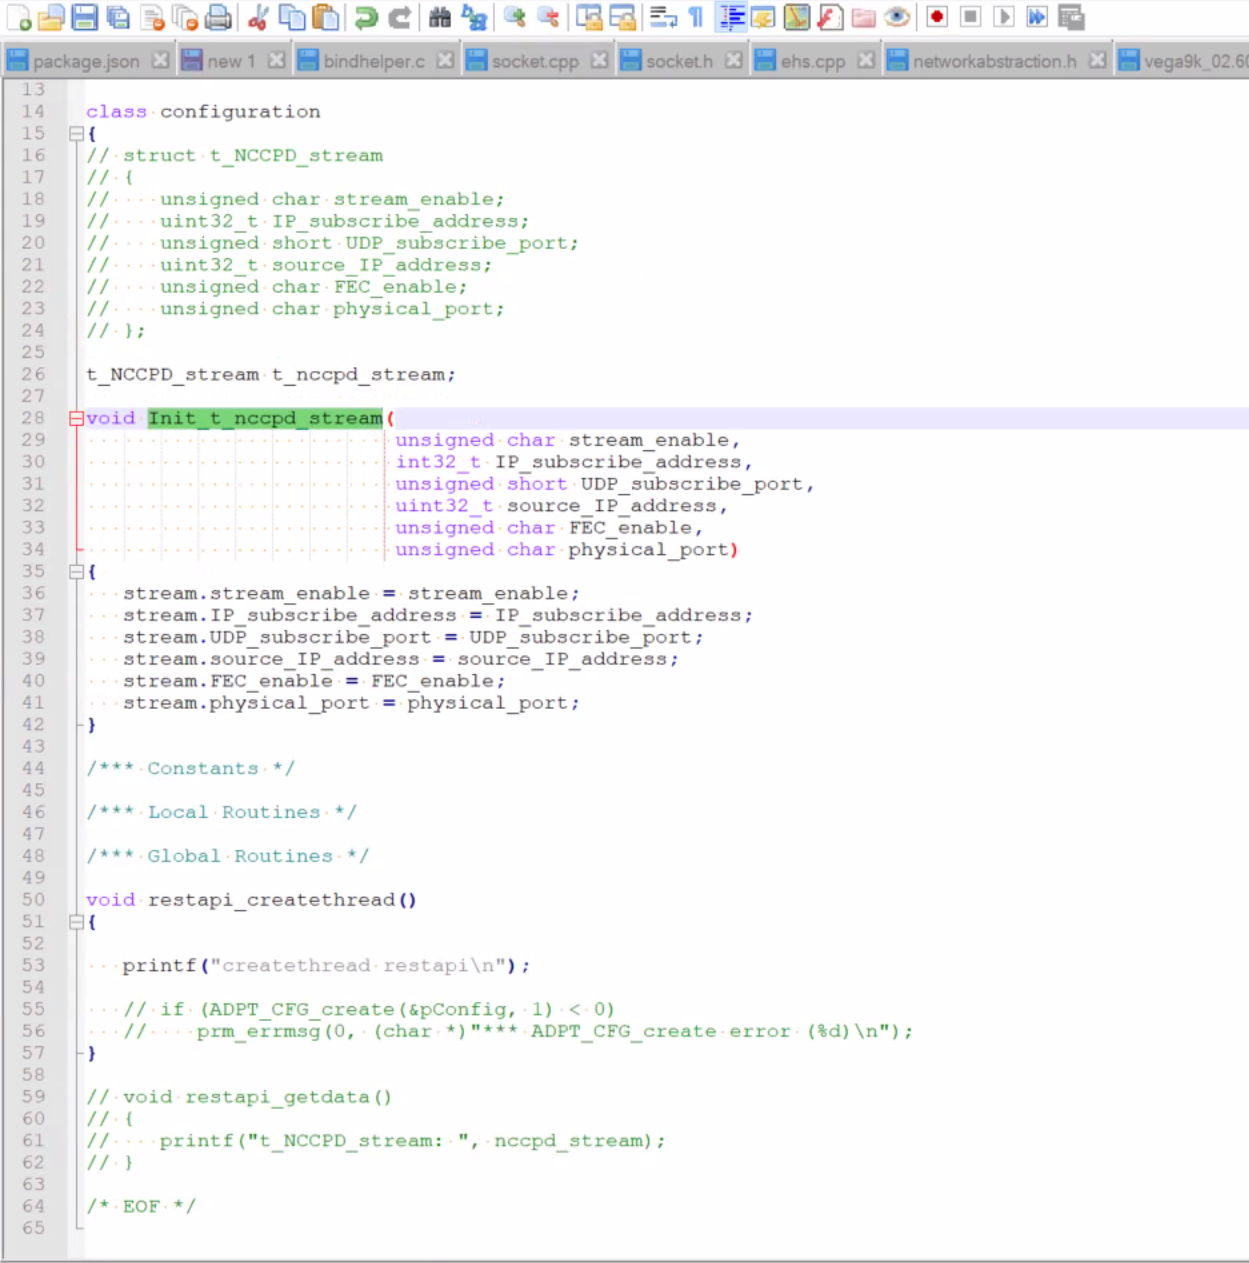 package.json new 1 bindhelper.c socket.cpp socket.h ehs.cpp networkabstraction.h
13
14 class configuration
15 {
16 // struct t_NCCPD_stream
17 // {
18 //     unsigned char stream_enable;
19 //     uint32_t IP_subscribe_address;
20 //     unsigned short UDP_subscribe_port;
21 //     uint32_t source_IP_address;
22 //     unsigned char FEC_enable;
23 //     unsigned char physical_port;
24 // };
25
26 t_NCCPD_stream t_nccpd_stream;
27
28 void Init_t_nccpd_stream(
29                          unsigned char stream_enable,
30                          int32_t IP_subscribe_address,
31                          unsigned short UDP_subscribe_port,
32                          uint32_t source_IP_address,
33                          unsigned char FEC_enable,
34                          unsigned char physical_port)
35 {
36    stream.stream_enable = stream_enable;
37    stream.IP_subscribe_address = IP_subscribe_address;
38    stream.UDP_subscribe_port = UDP_subscribe_port;
39    stream.source_IP_address = source_IP_address;
40    stream.FEC_enable = FEC_enable;
41    stream.physical_port = physical_port;
42 }
43
44 /*** Constants */
45
46 /*** Local Routines */
47
48 /*** Global Routines */
49
50 void restapi_createthread()
51 {
52
53    printf("createthread restapi\n");
54
55    // if (ADPT_CFG_create(&pConfig, 1) < 0)
56    //    prm_errmsg(0, (char *)"*** ADPT_CFG_create error (%d)\n");
57 }
58
59 // void restapi_getdata()
60 // {
61 //    printf("t_NCCPD_stream: ", nccpd_stream);
62 // }
63
64 /* EOF */
65